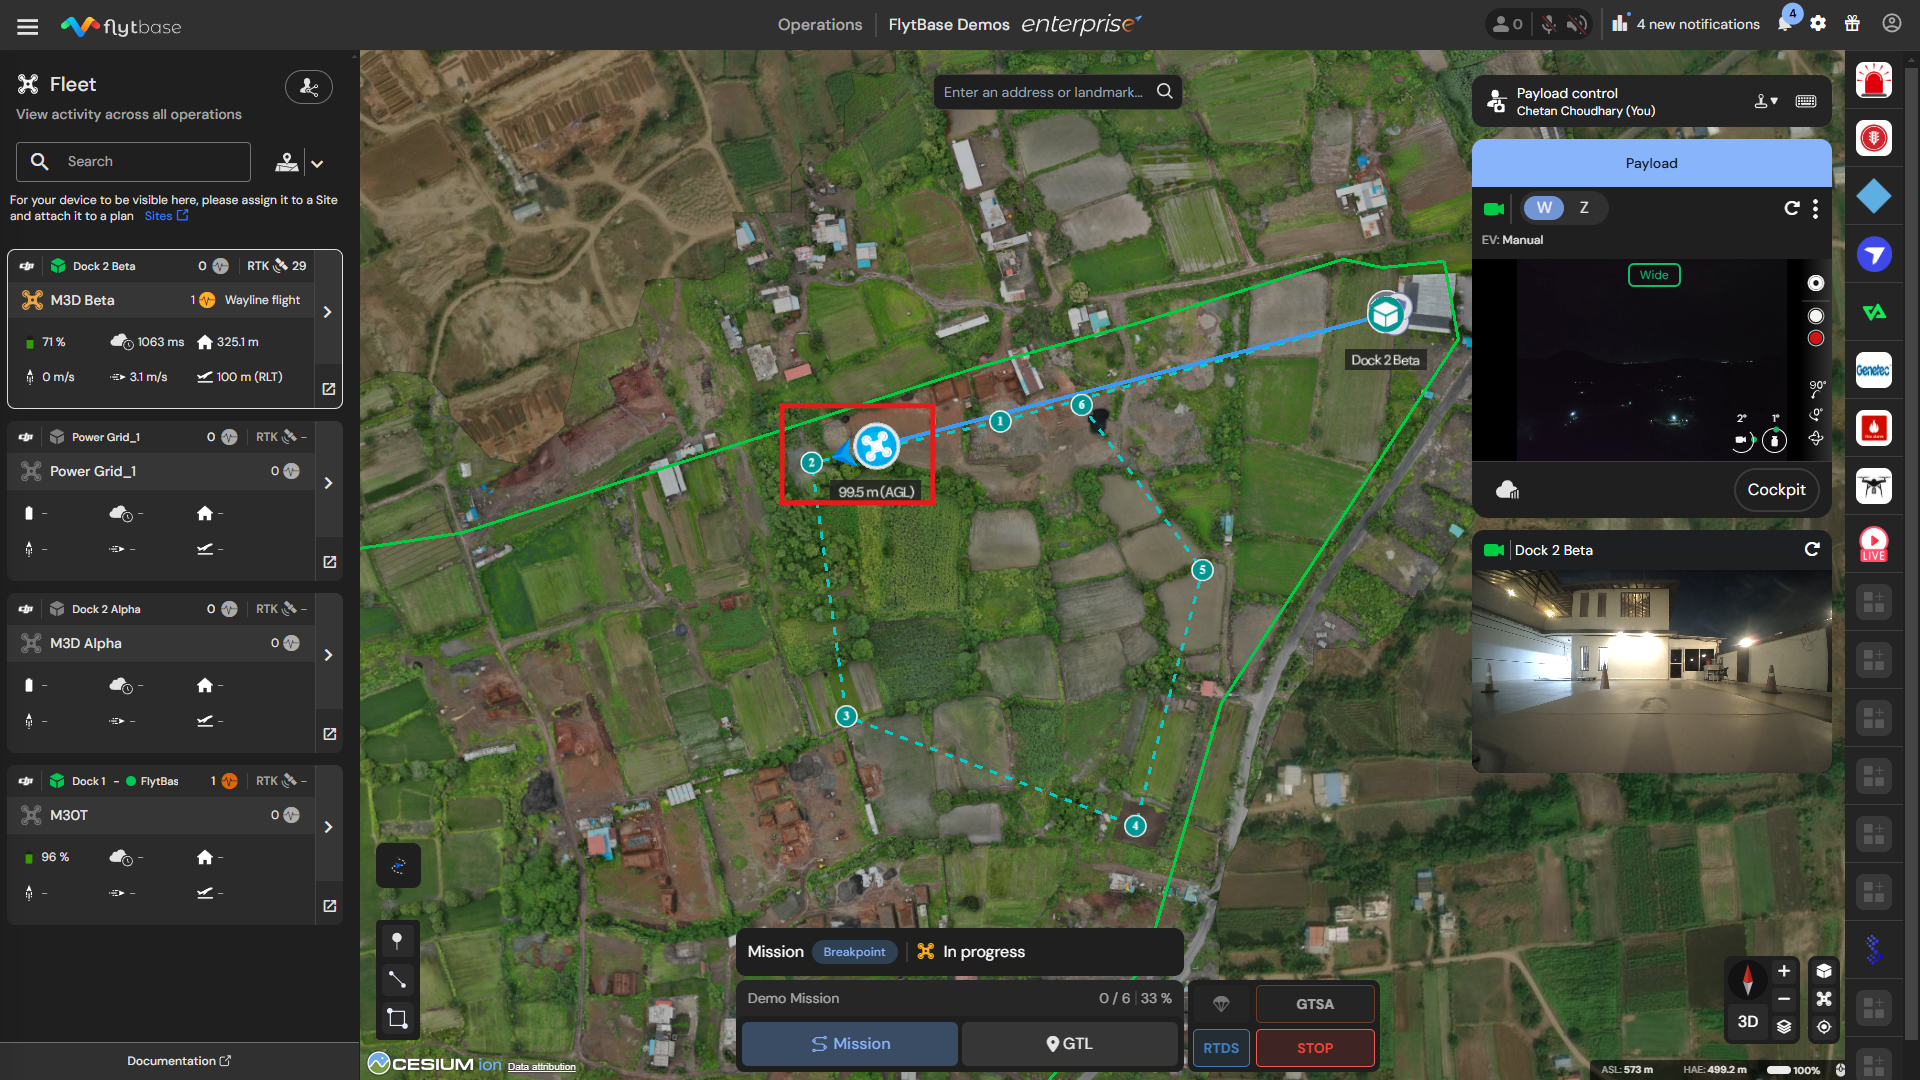 flytbase
Operations
FlytBase Demos enterprise
0
4 new notifications
4
Fleet
View activity across all operations
Search
For your device to be visible here, please assign it to a Site
and attach it to a plan Sites
Dock 2 Beta 0 RTK 29
M3D Beta 1 Wayline flight
71 % 1063 ms 325.1 m
0 m/s 3.1 m/s 100 m (RLT)
Power Grid_1 0 RTK -
Power Grid_1 0
- - -
- - -
Dock 2 Alpha 0 RTK -
M3D Alpha 0
- - -
- - -
Dock 1 - FlytBas 1 RTK -
M30T 0
96 % - -
- - -
Documentation
Enter an address or landmark...
Dock 2 Beta
1
6
2
99.5 m (AGL)
5
3
4
Payload control
Chetan Choudhary (You)
Payload
W Z
EV: Manual
Wide
90°
0°
2° 1°
Cockpit
Dock 2 Beta
Genetec
LIVE
Mission Breakpoint In progress
Demo Mission 0 / 6 33 %
Mission GTL
GTSA
RTDS STOP
3D
CESIUM ion Data attribution
ASL: 573 m HAE: 499.2 m 100%